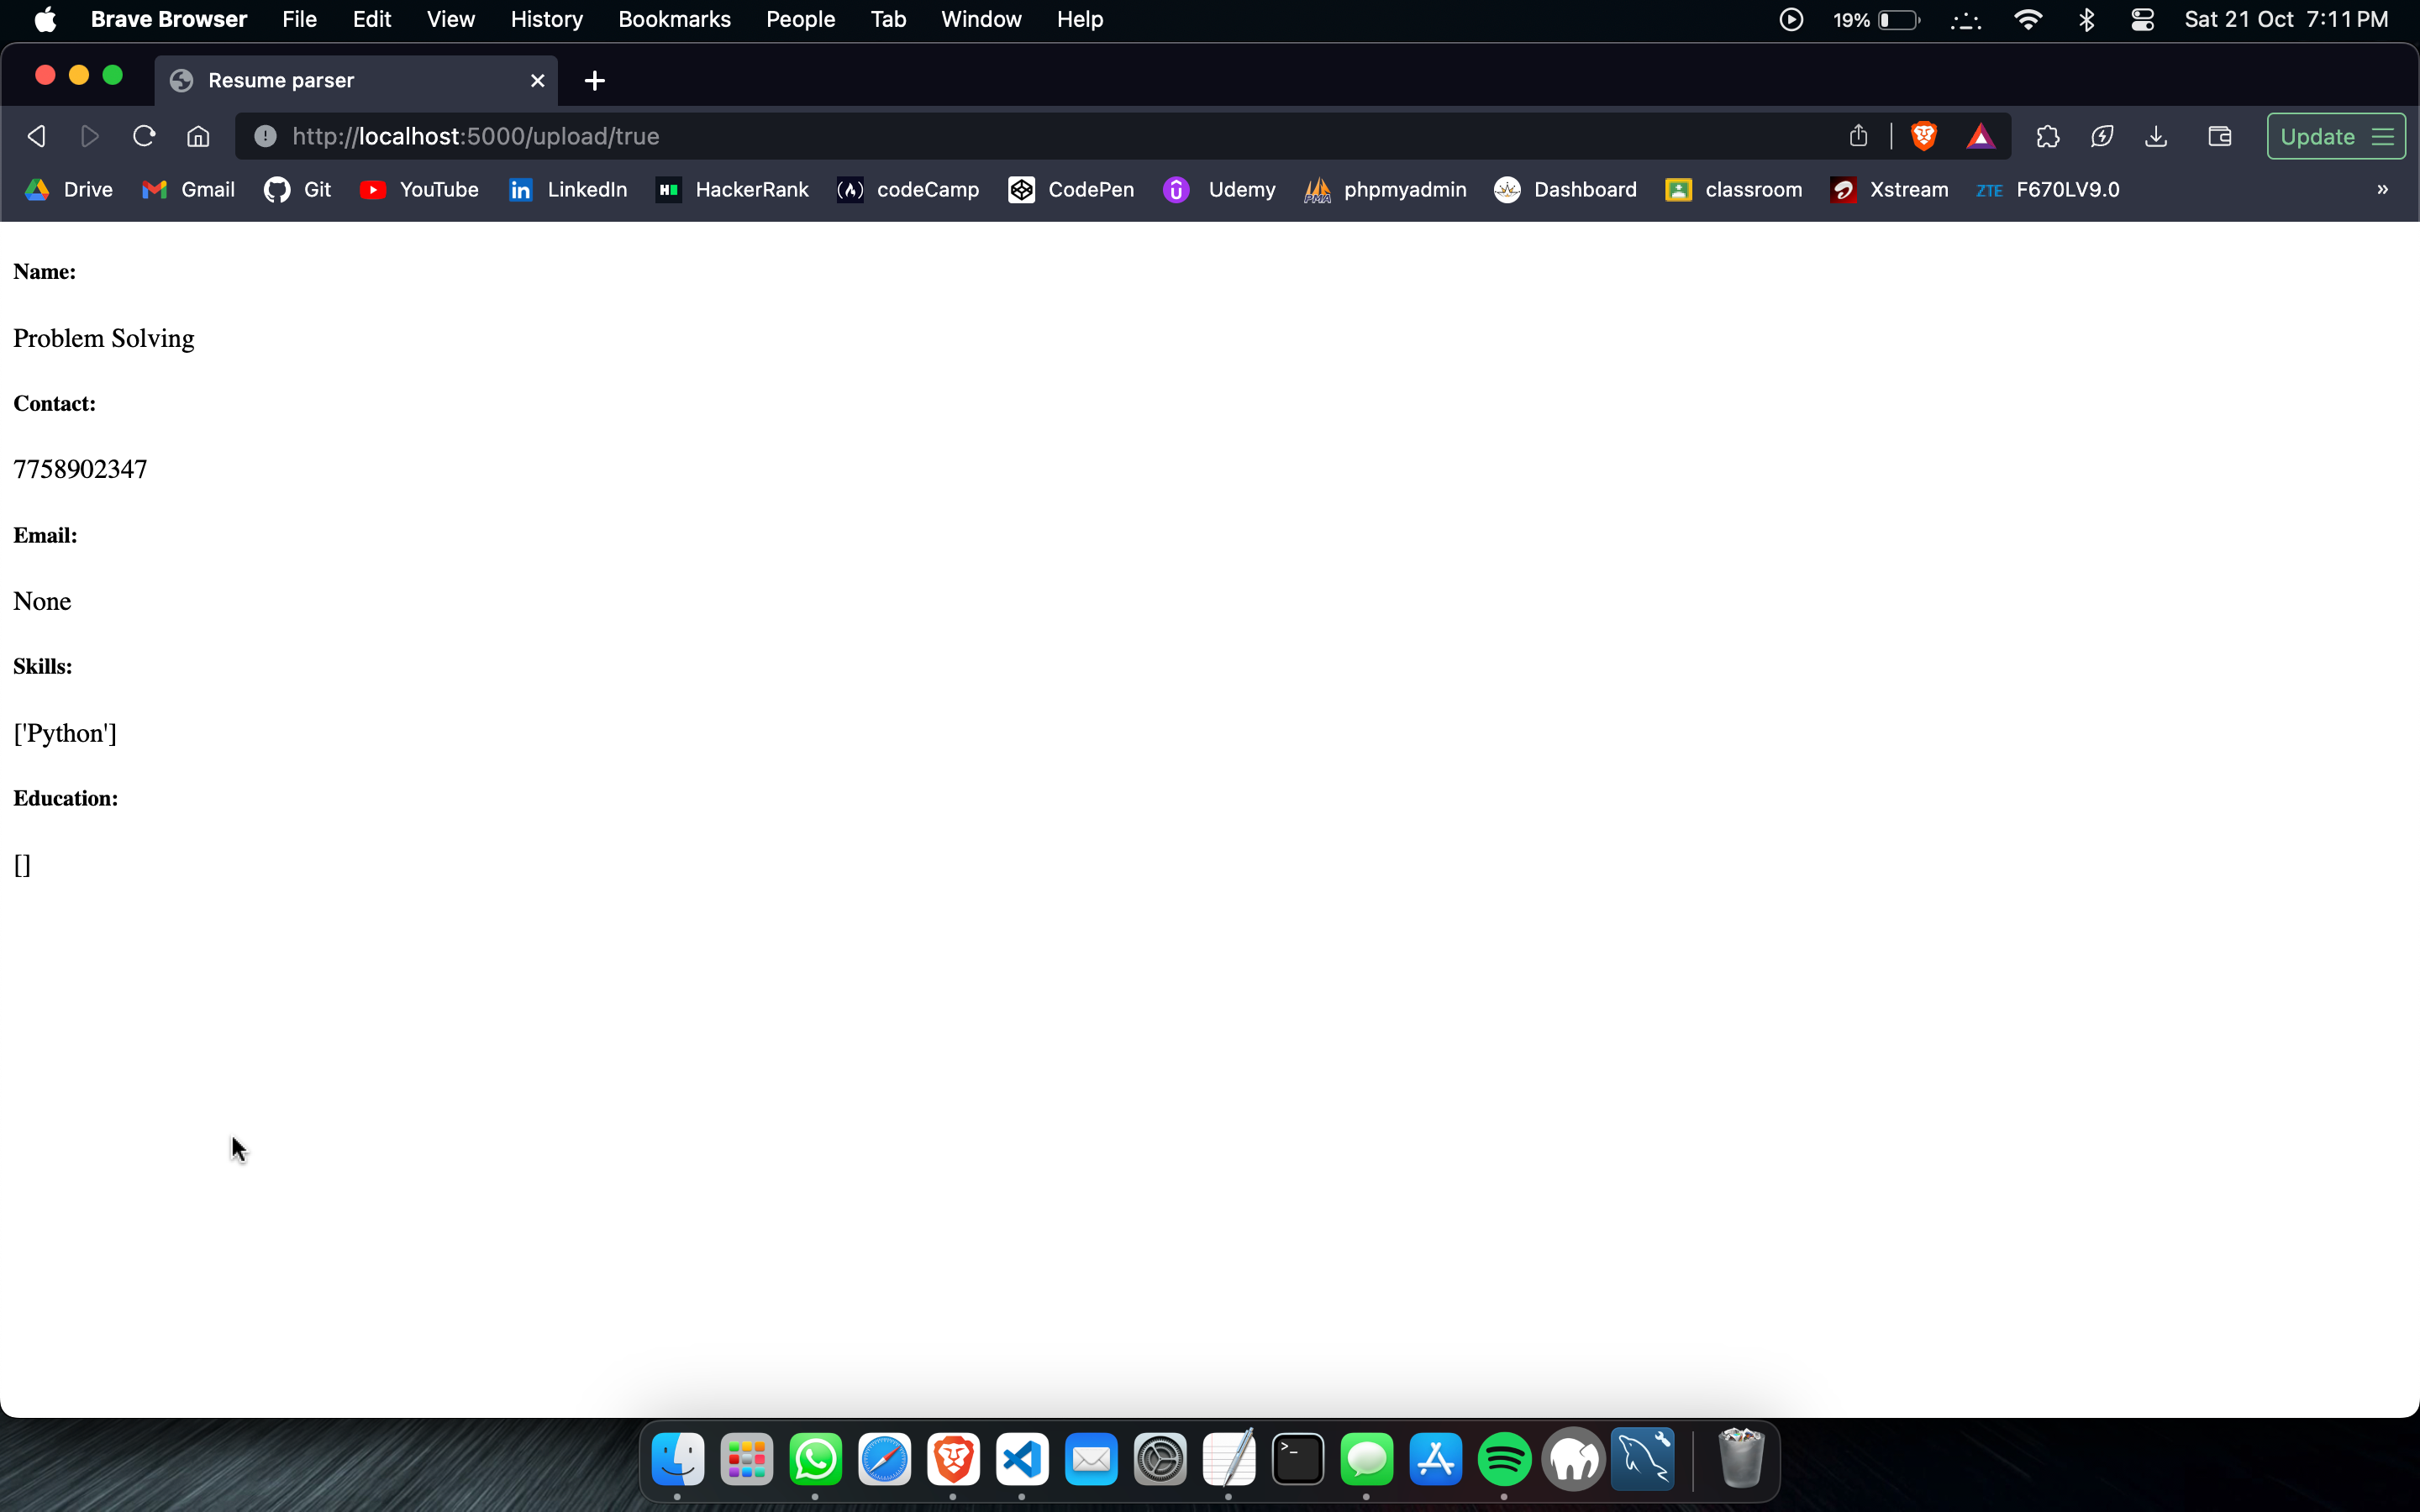 Brave Browser File Edit View History Bookmarks People Tab Window Help 19% Sat 21 Oct 7:11 PM
Resume parser
http://localhost:5000/upload/true Update
Drive Gmail Git YouTube LinkedIn HackerRank codeCamp CodePen Udemy phpmyadmin Dashboard classroom Xstream ZTE F670LV9.0 »
Name:
Problem Solving
Contact:
7758902347
Email:
None
Skills:
['Python']
Education:
[]